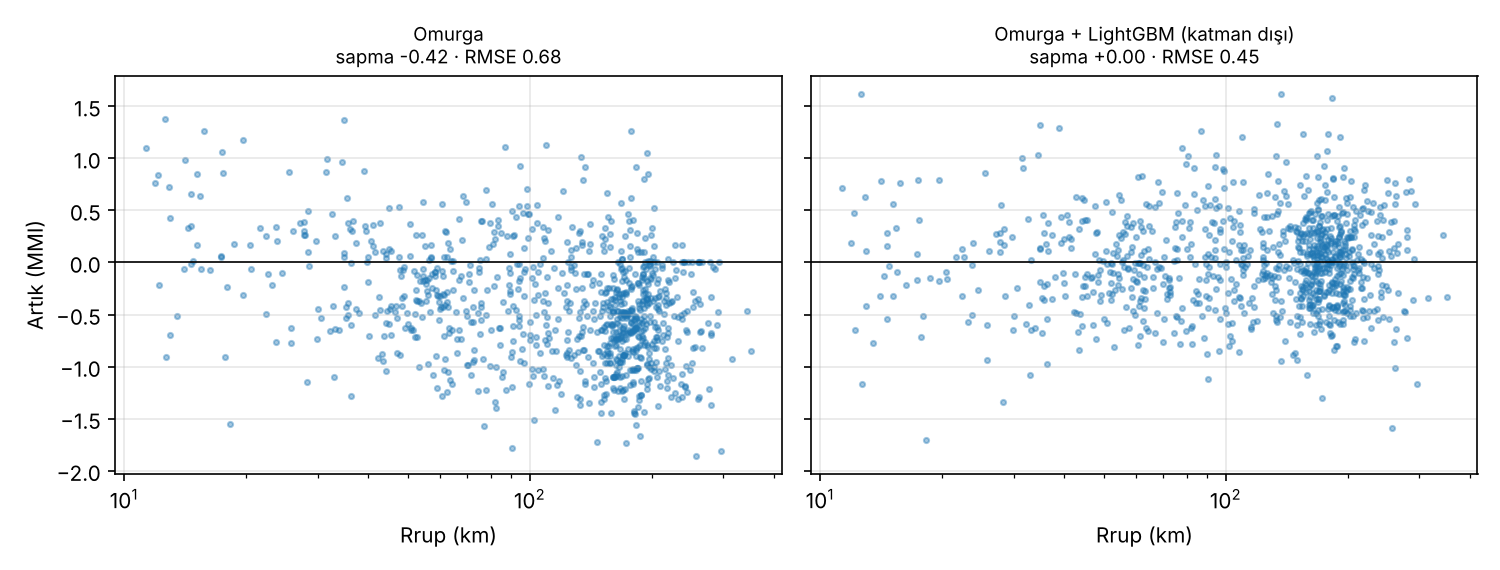 Omurga
sapma -0.42 · RMSE 0.68
Omurga + LightGBM (katman dışı)
sapma +0.00 · RMSE 0.45
Artık (MMI)
1.5
1.0
0.5
0.0
−0.5
−1.0
−1.5
−2.0
10¹
10²
10¹
10²
Rrup (km)
Rrup (km)